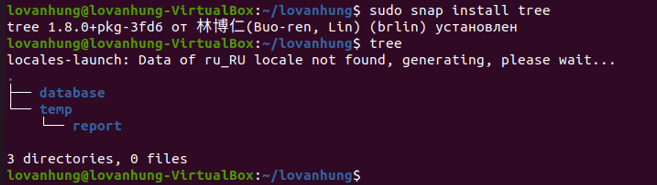 lovanhung@lovanhung-VirtualBox:~/lovanhung$ sudo snap install tree
tree 1.8.0+pkg-3fd6 от 林博仁(Buo-ren, Lin) (brlin) установлен
lovanhung@lovanhung-VirtualBox:~/lovanhung$ tree
locales-launch: Data of ru_RU locale not found, generating, please wait...
.
├── database
└── temp
    └── report
3 directories, 0 files
lovanhung@lovanhung-VirtualBox:~/lovanhung$